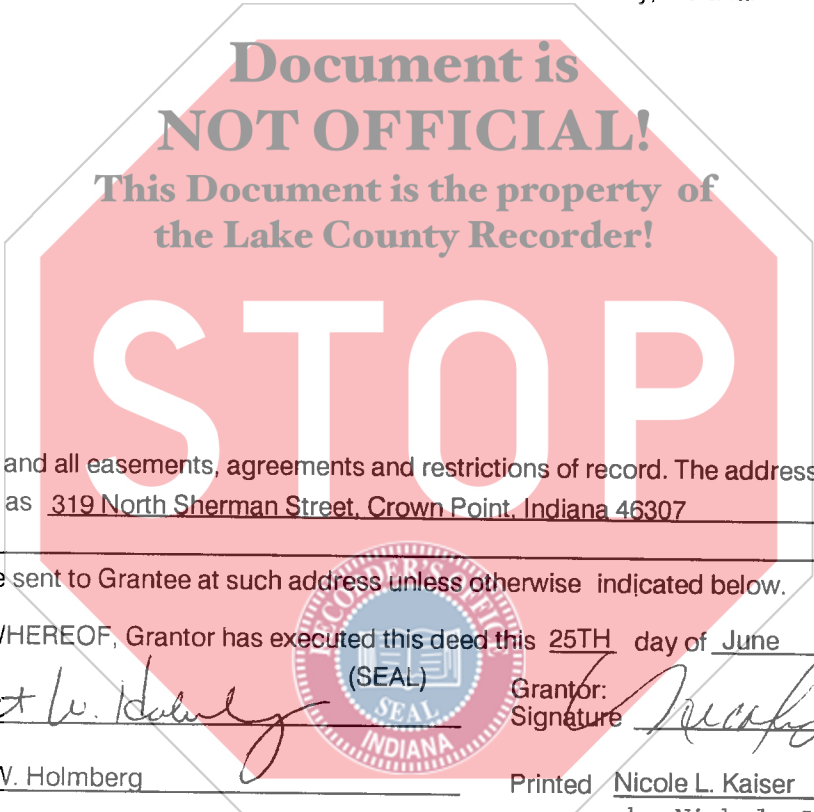 Document is
NOT OFFICIAL!
This Document is the property of
the Lake County Recorder!
STOP
and all easements, agreements and restrictions of record. The address
as 319 North Sherman Street, Crown Point, Indiana 46307
sent to Grantee at such address unless otherwise indicated below.
WHEREOF, Grantor has executed this deed this 25TH day of June
(SEAL)
Grantor:
Signature
W. Holmberg
Printed Nicole L. Kaiser
RECORDER'S OFFICE
SEAL
INDIANA